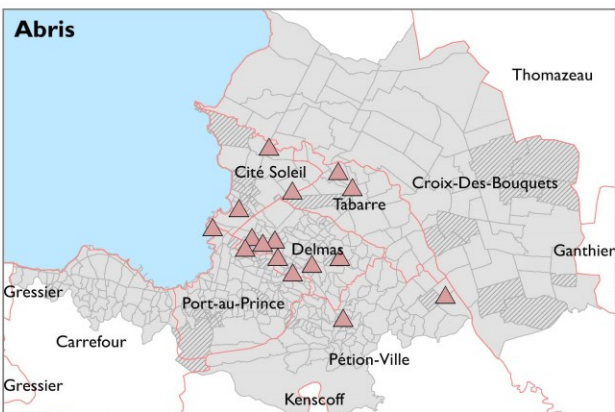 Abris
Thomazeau
Cité Soleil
Croix-Des-Bouquets
Tabarre
Delmas
Ganthier
Gressier
Port-au-Prince
Carrefour
Pétion-Ville
Gressier
Kenscoff